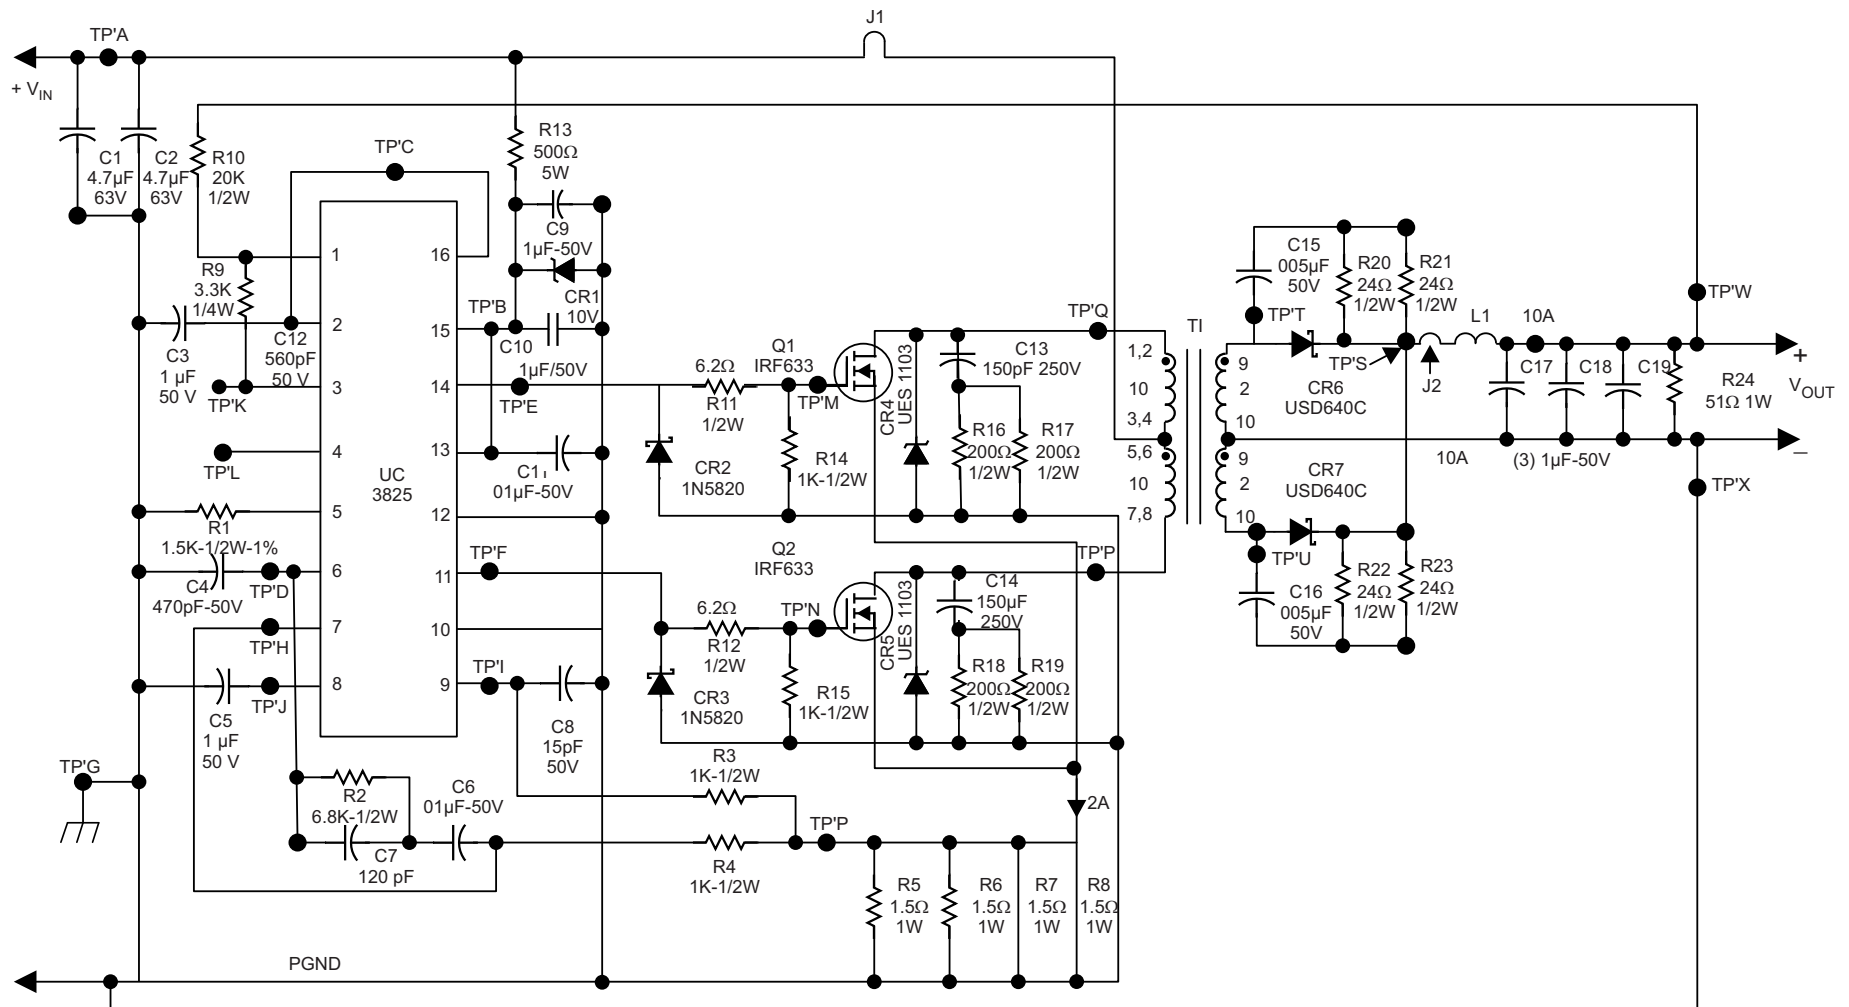 J1
TP'A
+ VIN
C1
4.7µF
63V
C2
4.7µF
63V
R10
20K
1/2W
TP'C
R13
500Ω
5W
C9
1µF-50V
CR1
10V
1
2
3
4
5
6
7
8
16
15
14
13
12
11
10
9
UC
3825
R9
3.3K
1/4W
C12
560pF
50 V
C3
1 µF
50 V
TP'K
TP'L
R1
1.5K-1/2W-1%
C4
470pF-50V
TP'D
TP'H
C5
1 µF
50 V
TP'J
TP'G
TP'B
C10
1µF/50V
TP'E
C11
01µF-50V
TP'F
TP'I
C8
15pF
50V
R2
6.8K-1/2W
C7
120 pF
C6
01µF-50V
R3
1K-1/2W
R4
1K-1/2W
TP'P
PGND
6.2Ω
R11
1/2W
CR2
1N5820
Q1
IRF633
TP'M
R14
1K-1/2W
CR4
UES 1103
C13
150pF 250V
R16
200Ω
1/2W
R17
200Ω
1/2W
TP'Q
Q2
IRF633
6.2Ω
R12
1/2W
TP'N
CR3
1N5820
R15
1K-1/2W
CR5
UES 1103
C14
150µF
250V
R18
200Ω
1/2W
R19
200Ω
1/2W
TP'P
2A
R5
1.5Ω
1W
R6
1.5Ω
1W
R7
1.5Ω
1W
R8
1.5Ω
1W
TI
1,2
10
3,4
5,6
10
7,8
9
2
10
9
2
10
C15
005µF
50V
R20
24Ω
1/2W
R21
24Ω
1/2W
TP'T
TP'S
CR6
USD640C
J2
L1
10A
C17
C18
C19
R24
51Ω 1W
TP'W
+
VOUT
–
10A
(3) 1µF-50V
TP'X
CR7
USD640C
TP'U
C16
005µF
50V
R22
24Ω
1/2W
R23
24Ω
1/2W